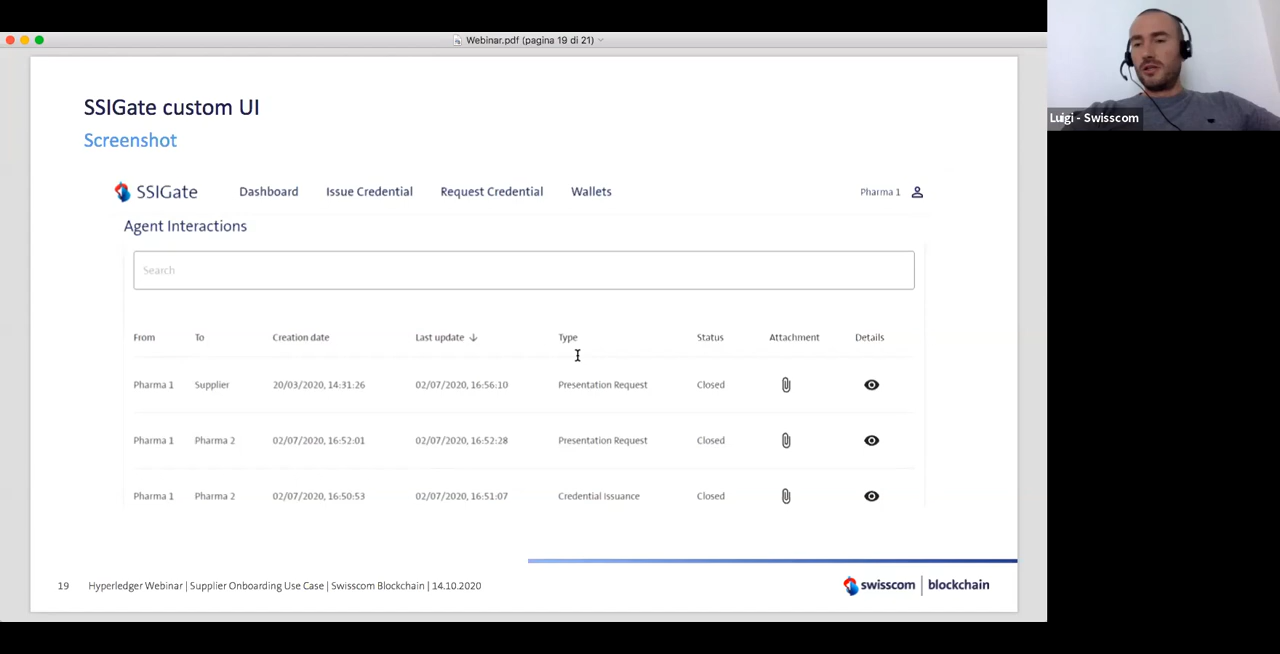 Webinar.pdf (pagina 19 di 21)
Luigi - Swisscom
SSIGate custom UI
Screenshot
SSIGate Dashboard Issue Credential Request Credential Wallets Pharma 1
Agent Interactions
Search
From To Creation date Last update ↓ Type Status Attachment Details
Pharma 1 Supplier 20/03/2020, 14:31:26 02/07/2020, 16:56:10 Presentation Request Closed
Pharma 1 Pharma 2 02/07/2020, 16:52:01 02/07/2020, 16:52:28 Presentation Request Closed
Pharma 1 Pharma 2 02/07/2020, 16:50:53 02/07/2020, 16:51:07 Credential Issuance Closed
19 Hyperledger Webinar | Supplier Onboarding Use Case | Swisscom Blockchain | 14.10.2020
swisscom | blockchain